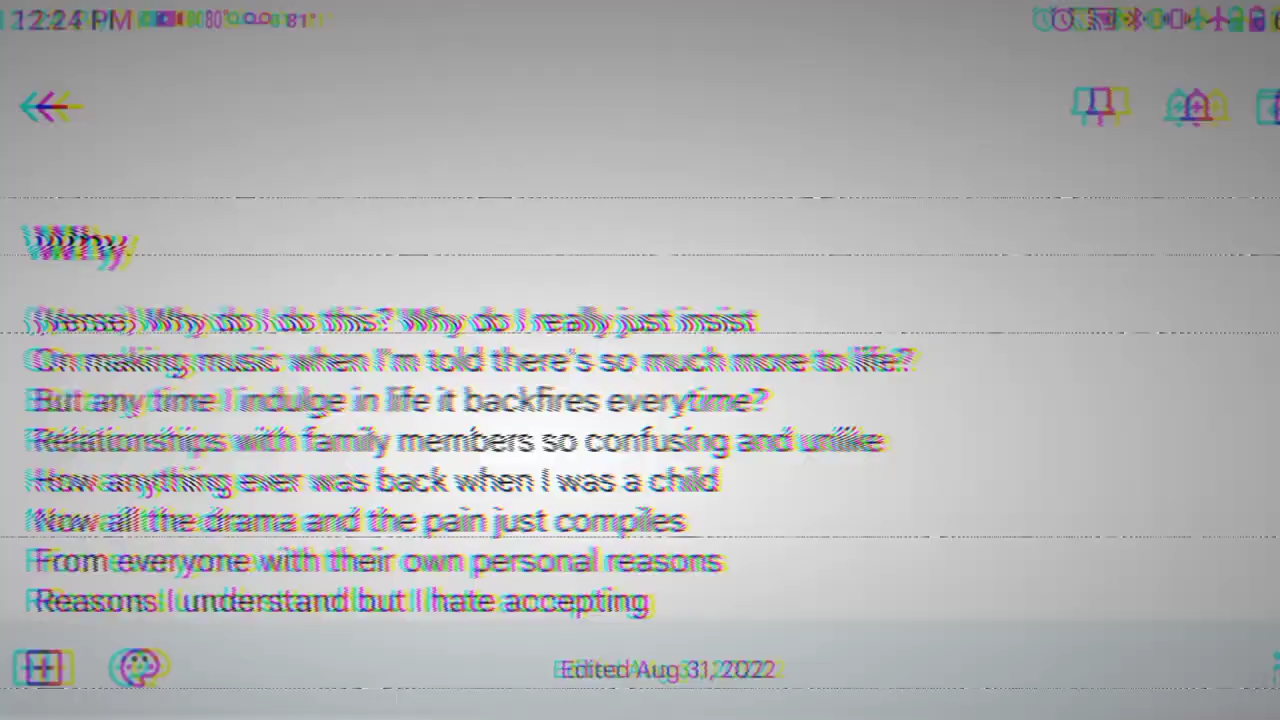 12:24 PM 80° 81°
Why
(Verse) Why do I do this? Why do I really just insist
On making music when I'm told there's so much more to life?
But any time I indulge in life it backfires everytime?
Relationships with family members so confusing and unlike
How anything ever was back when I was a child
Now all the drama and the pain just compiles
From everyone with their own personal reasons
Reasons I understand but I hate accepting
Edited Aug 31, 2022